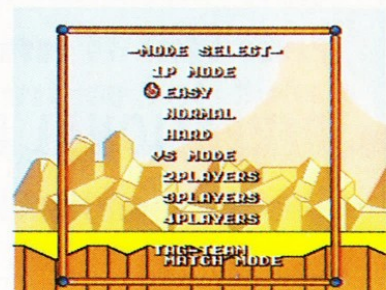 -MODE SELECT-
1P MODE
EASY
NORMAL
HARD
VS MODE
2PLAYERS
3PLAYERS
4PLAYERS
TAG-TEAM
MATCH MODE